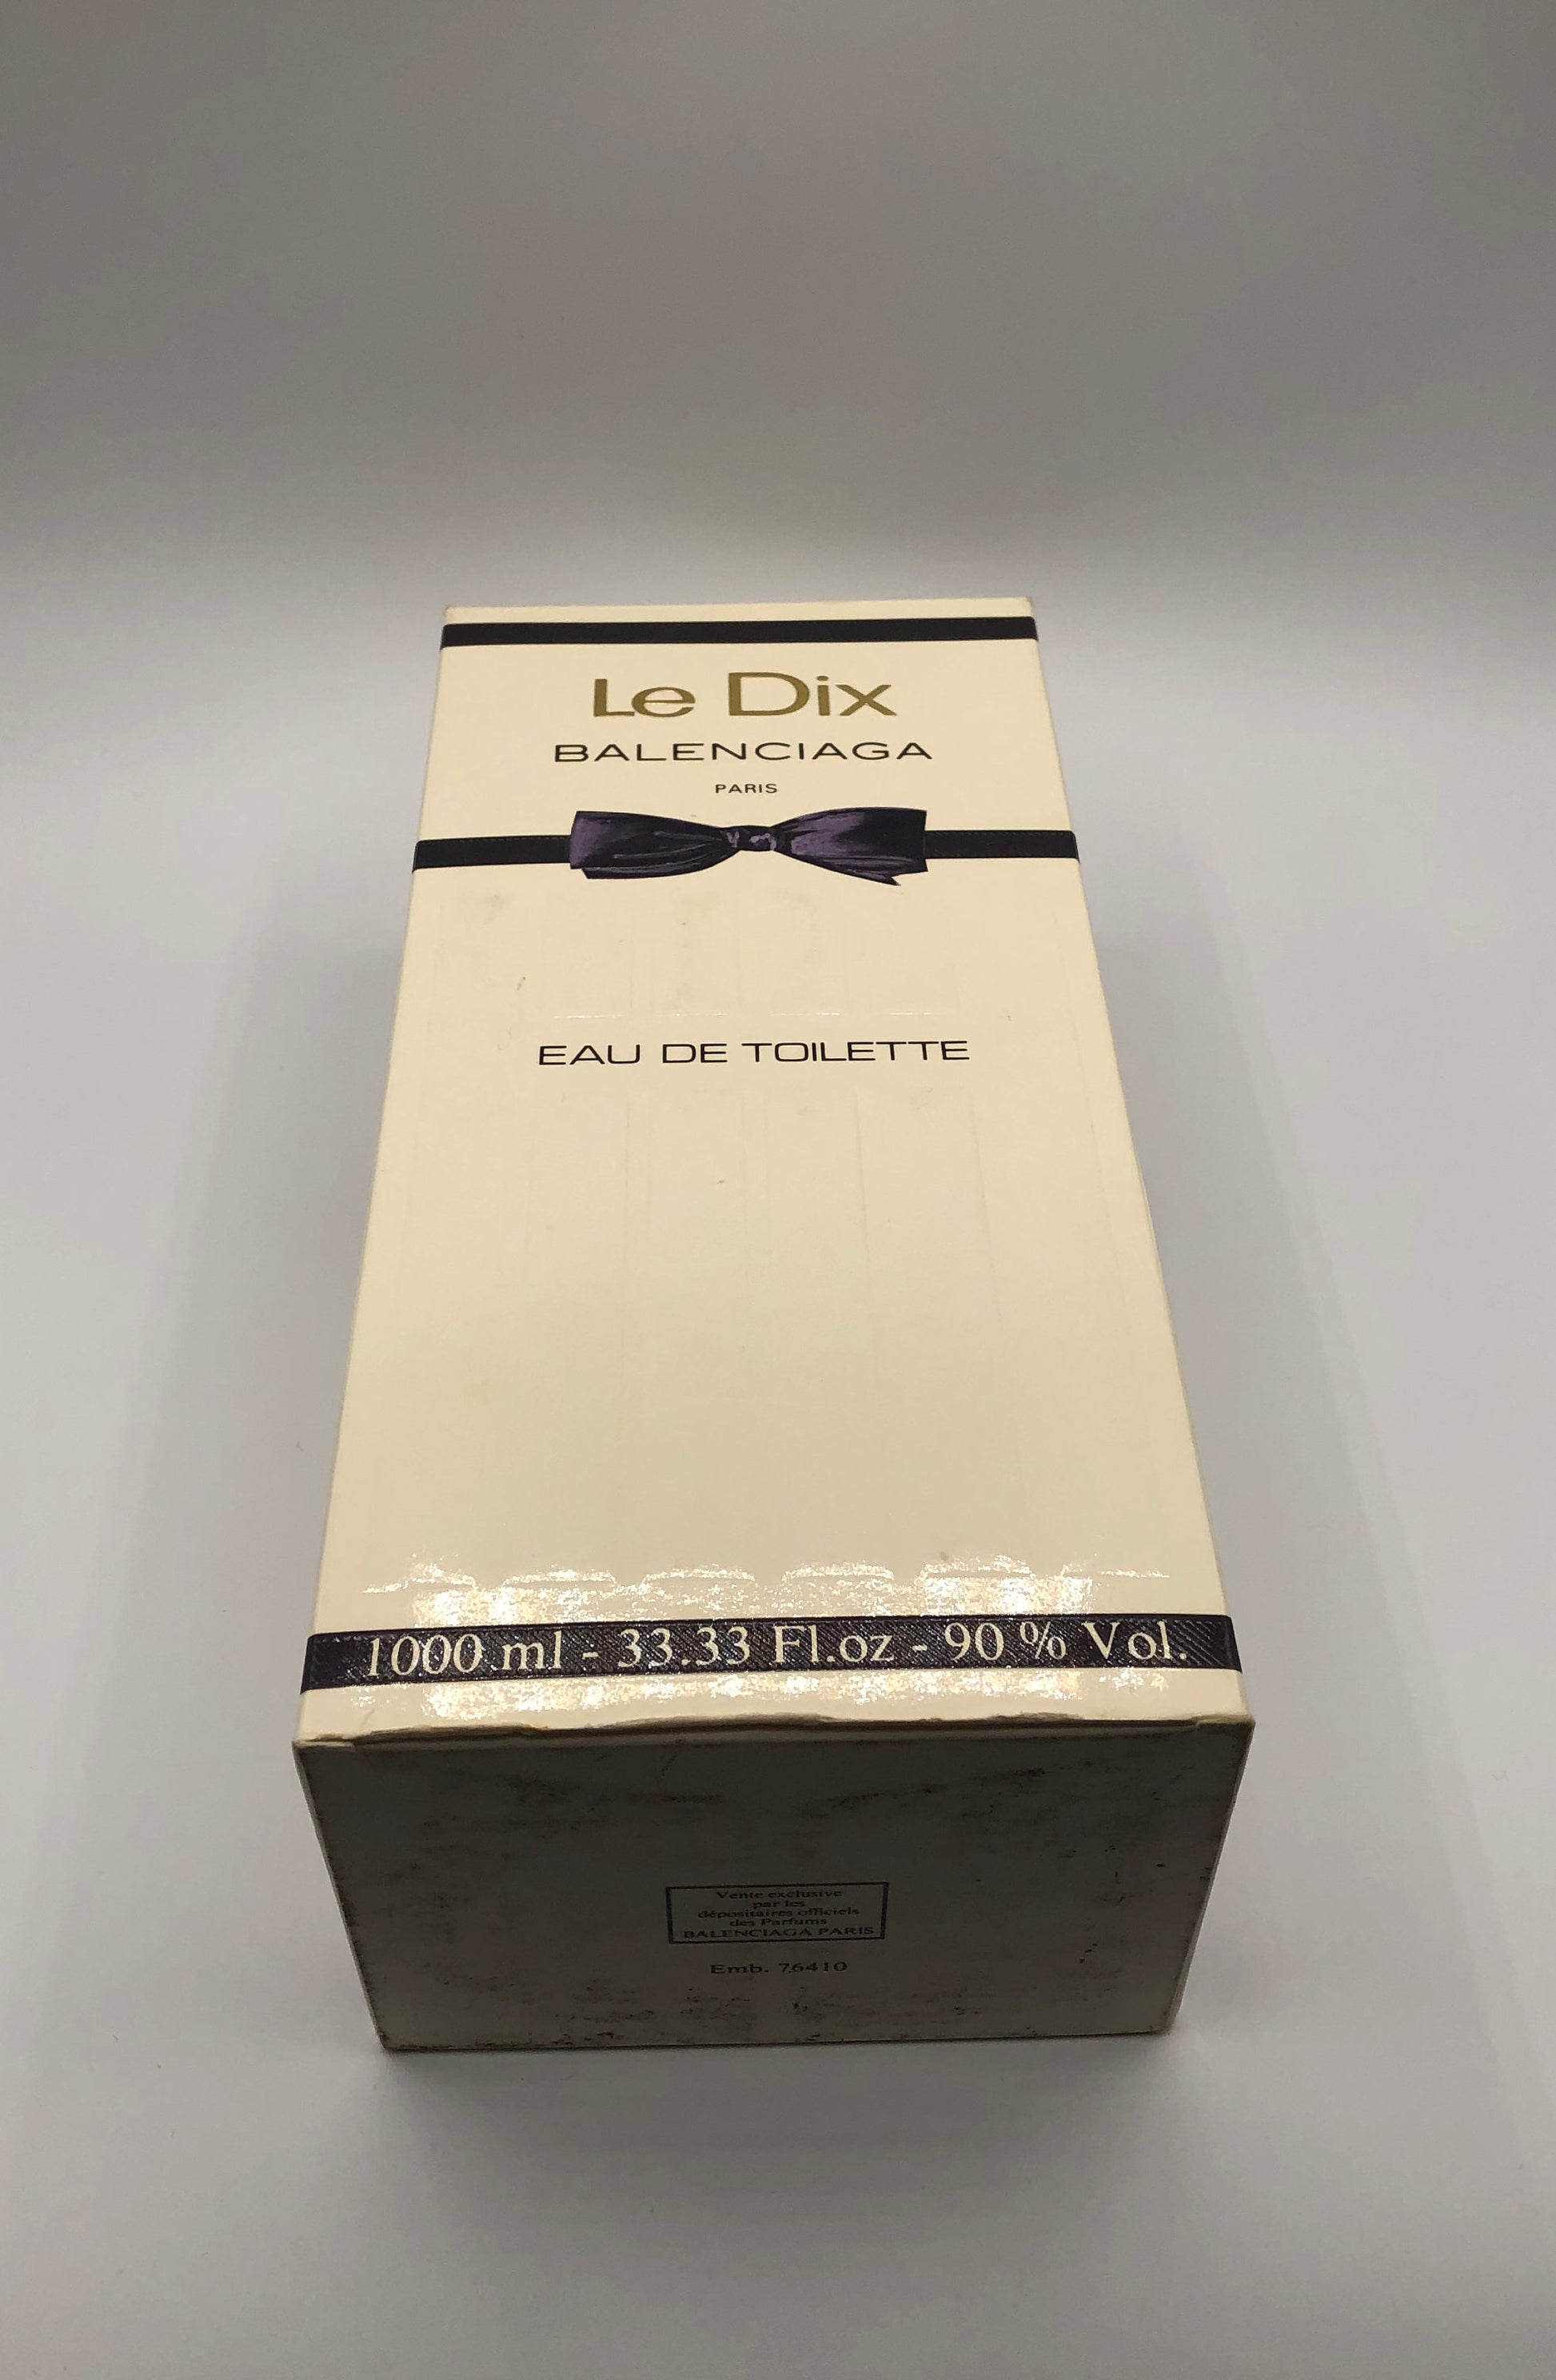 Le Dix
BALENCIAGA
PARIS
EAU DE TOILETTE
1000 ml - 33.33 Fl.oz - 90 % Vol.
Vente exclusive
par les
dépositaires officiels
des Parfums
BALENCIAGA PARIS
Emb. 76410